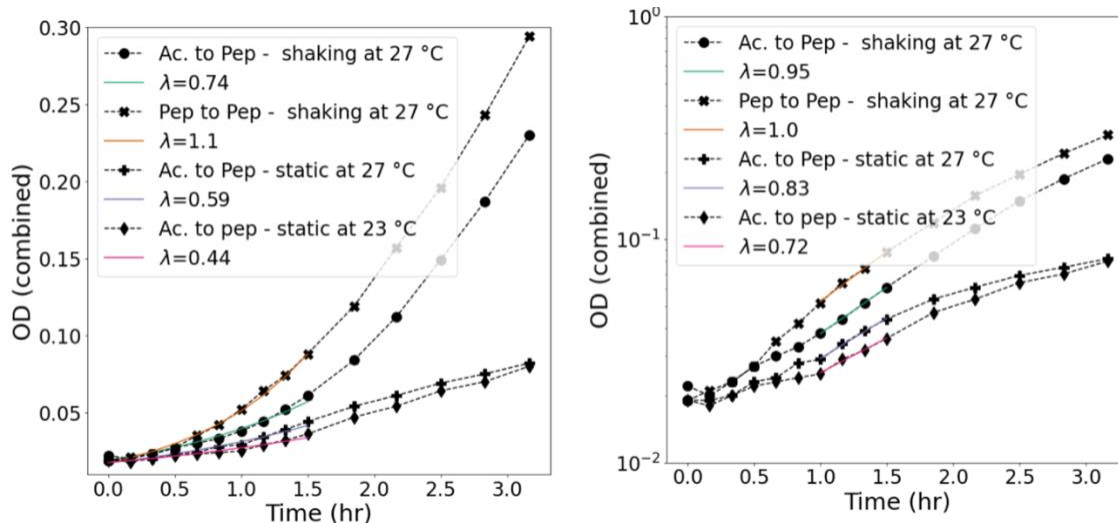 0.30
0.25
0.20
0.15
0.10
0.05
OD (combined)
Ac. to Pep - shaking at 27 °C
λ=0.74
Pep to Pep - shaking at 27 °C
λ=1.1
Ac. to Pep - static at 27 °C
λ=0.59
Ac. to pep - static at 23 °C
λ=0.44
0.0 0.5 1.0 1.5 2.0 2.5 3.0
Time (hr)
10⁰
10⁻¹
10⁻²
OD (combined)
Ac. to Pep - shaking at 27 °C
λ=0.95
Pep to Pep - shaking at 27 °C
λ=1.0
Ac. to Pep - static at 27 °C
λ=0.83
Ac. to pep - static at 23 °C
λ=0.72
0.0 0.5 1.0 1.5 2.0 2.5 3.0
Time (hr)